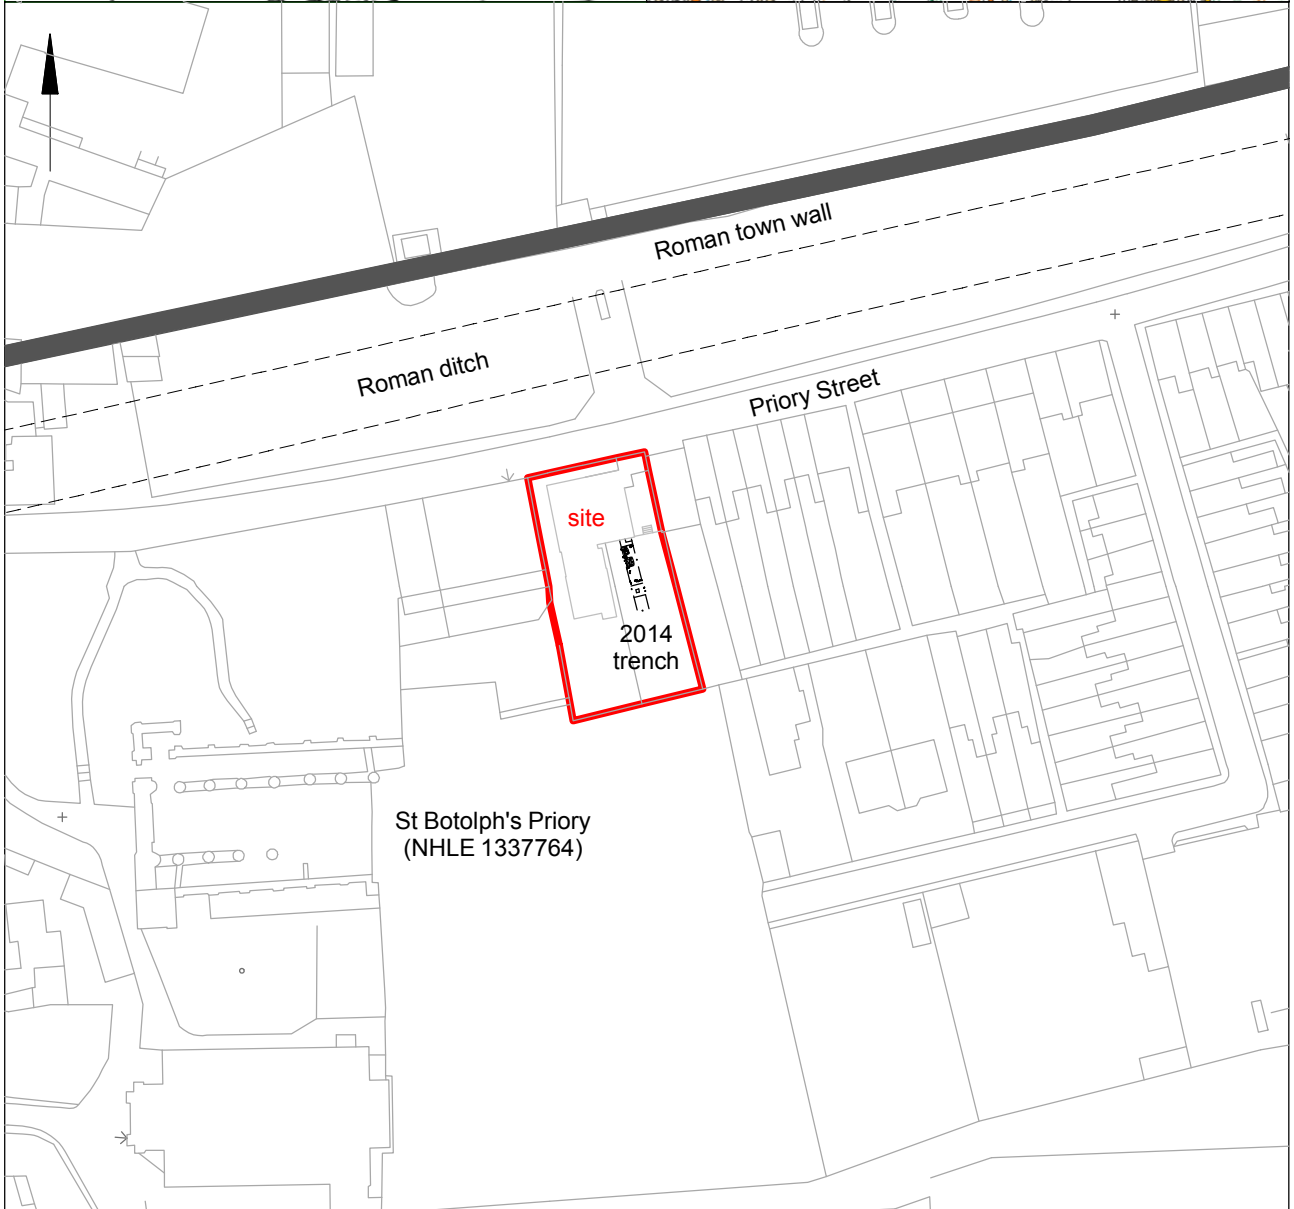 Roman town wall
Roman ditch
Priory Street
site
2014
trench
St Botolph's Priory
(NHLE 1337764)